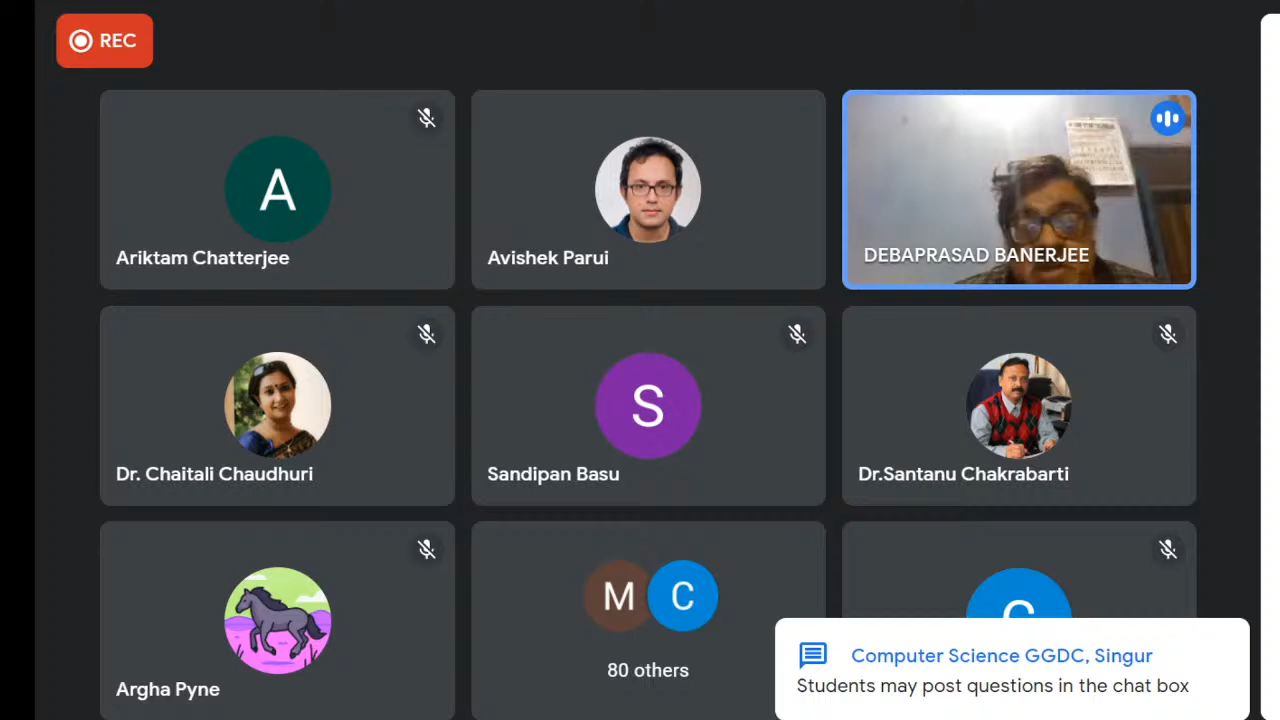 REC
A
Ariktam Chatterjee
Avishek Parui
DEBAPRASAD BANERJEE
Dr. Chaitali Chaudhuri
S
Sandipan Basu
Dr.Santanu Chakrabarti
Argha Pyne
M C
80 others
Computer Science GGDC, Singur
Students may post questions in the chat box